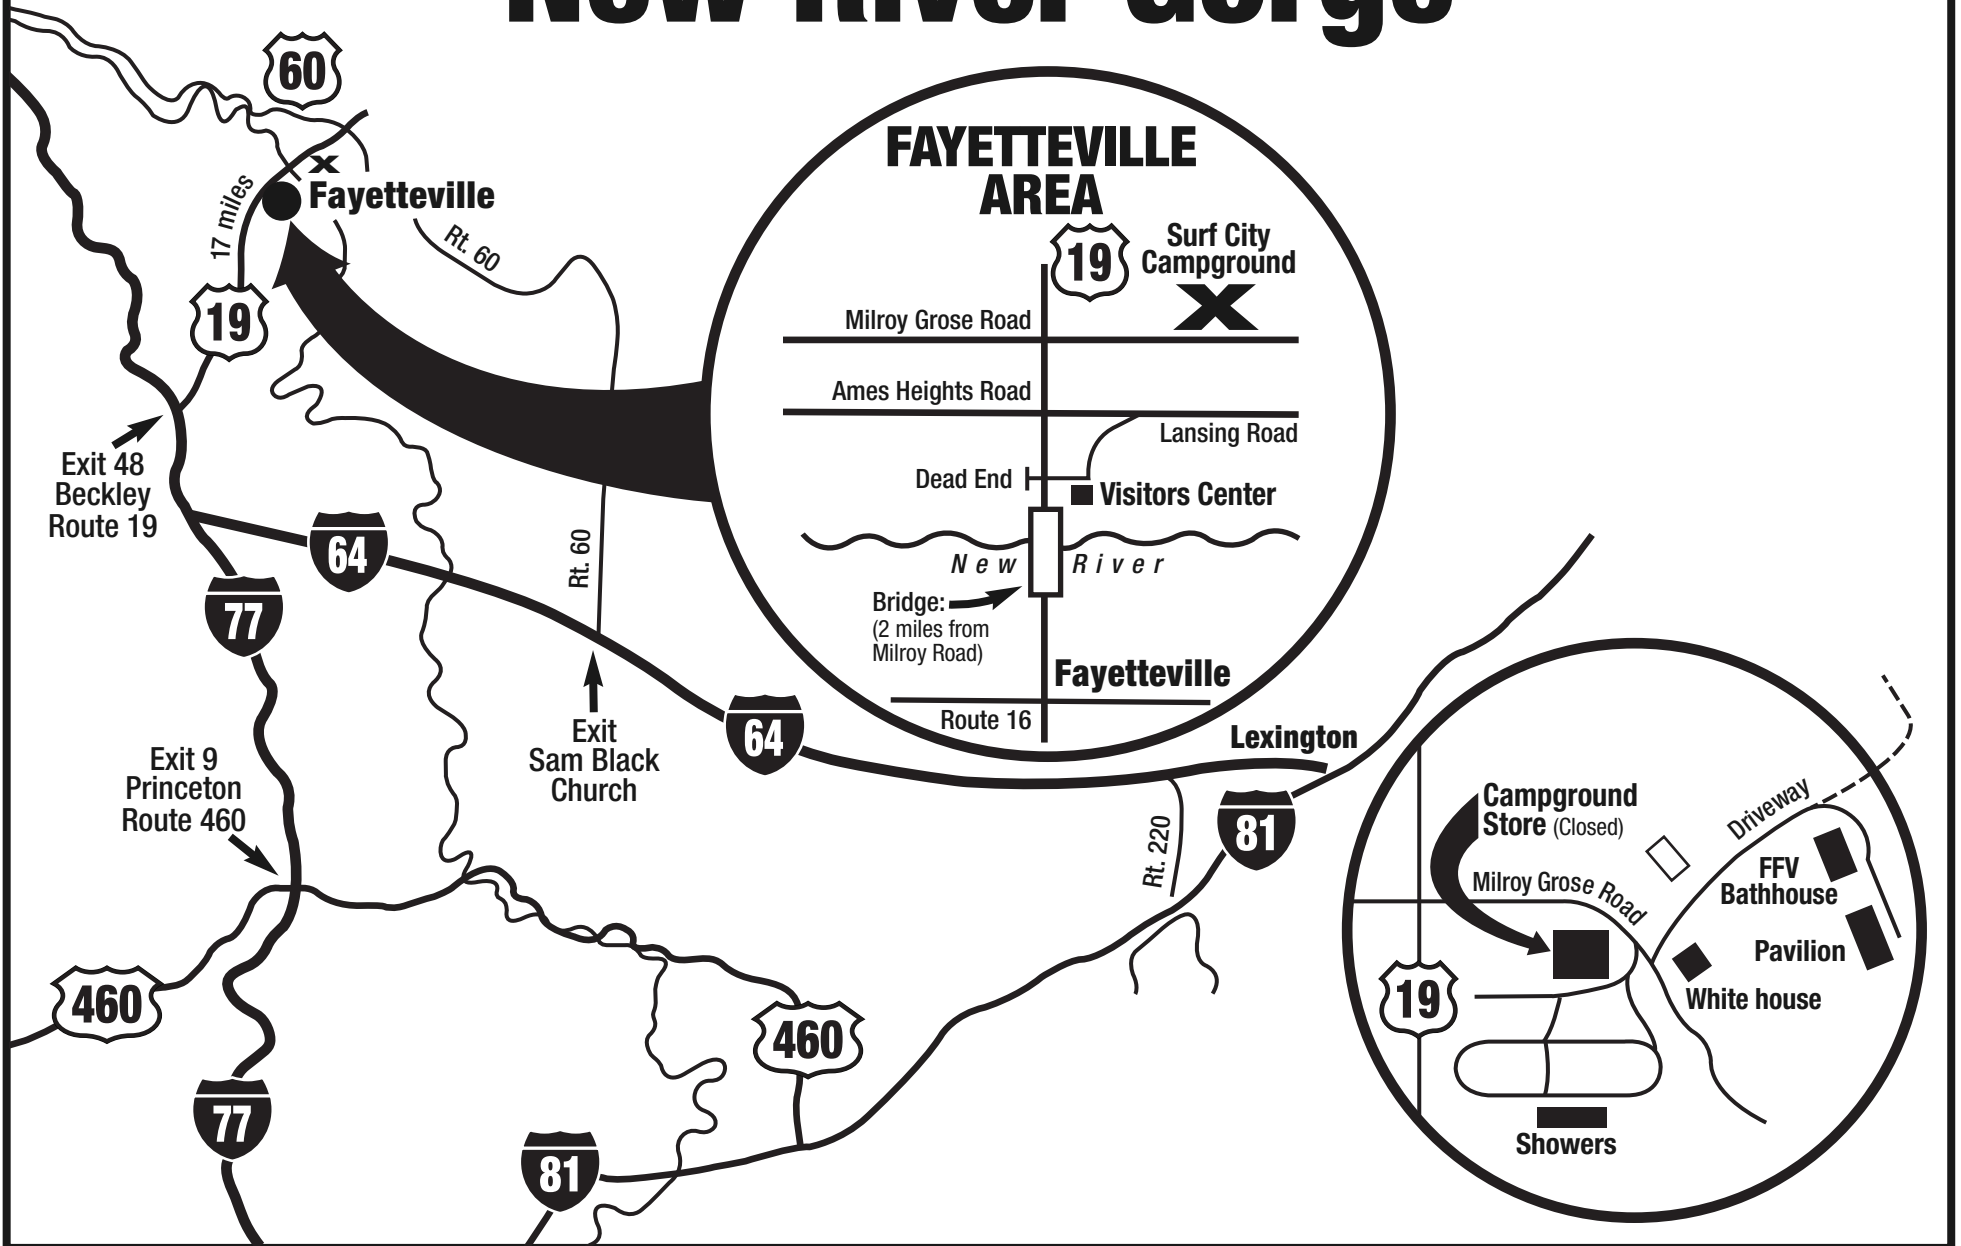 New River Gorge
60
Fayetteville
17 miles
19
Rt. 60
Exit 48
Beckley
Route 19
64
77
Rt. 60
Exit
Sam Black
Church
64
Exit 9
Princeton
Route 460
460
77
81
460
Lexington
Rt. 220
81
FAYETTEVILLE
AREA
19
Surf City
Campground
Milroy Grose Road
Ames Heights Road
Lansing Road
Dead End
Visitors Center
New River
Bridge:
(2 miles from
Milroy Road)
Fayetteville
Route 16
Campground
Store (Closed)
Driveway
Milroy Grose Road
FFV
Bathhouse
Pavilion
White house
19
Showers